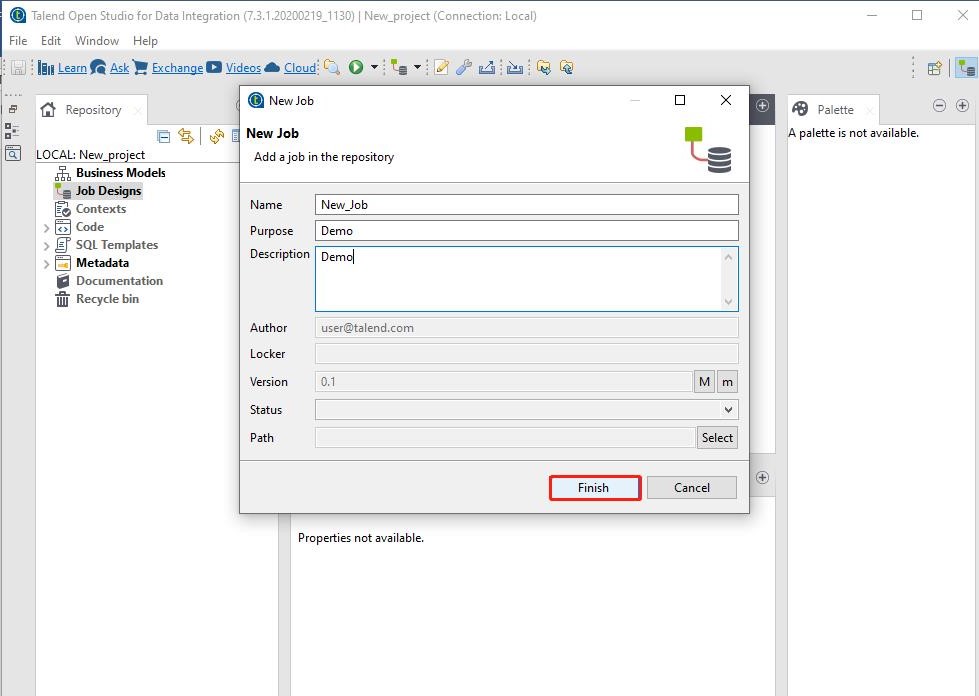 Talend Open Studio for Data Integration (7.3.1.20200219_1130) | New_project (Connection: Local)
File Edit Window Help
Learn Ask Exchange Videos Cloud
Repository
LOCAL: New_project
Business Models
Job Designs
Contexts
Code
SQL Templates
Metadata
Documentation
Recycle bin
New Job
New Job
Add a job in the repository
Name New_Job
Purpose Demo
Description Demo
Author user@talend.com
Locker
Version 0.1 M m
Status
Path Select
Finish Cancel
Properties not available.
Palette
A palette is not available.